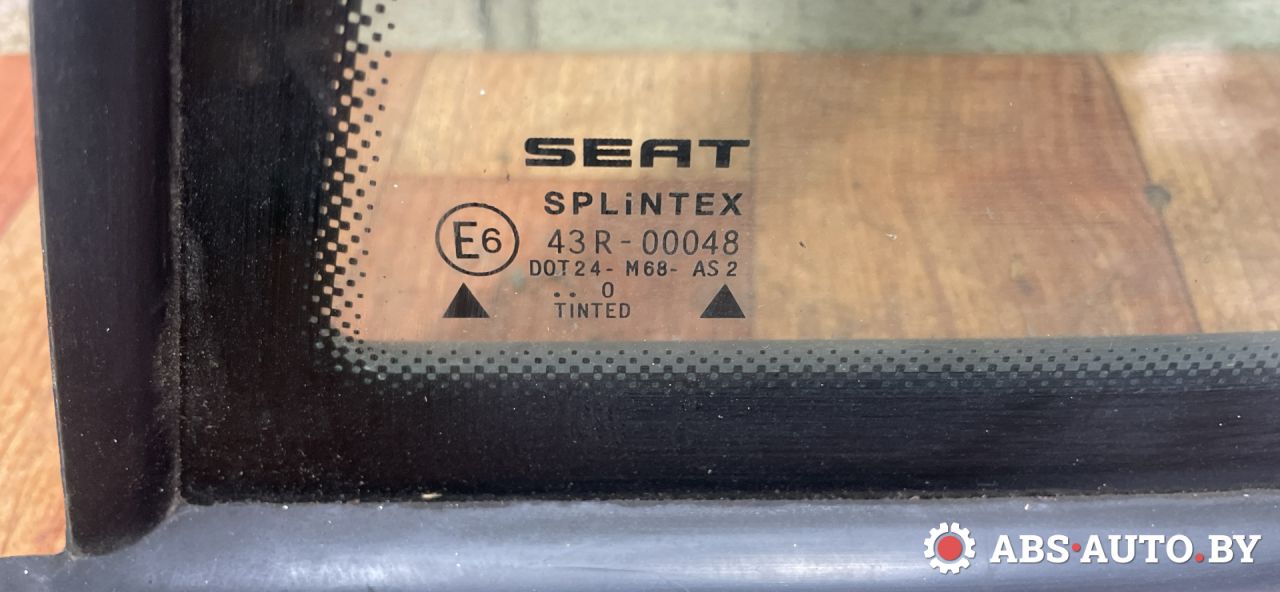 SEAT
SPLiNTEX
E6 43R-00048
DOT24- M68- AS2
.. 0
TINTED
ABS·AUTO.BY